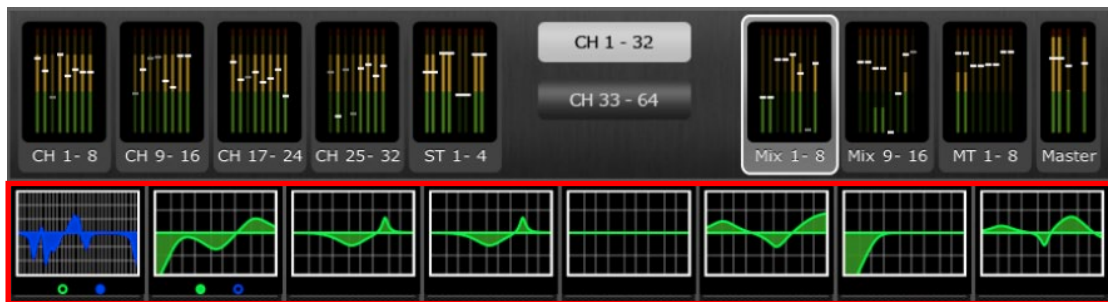 CH 1 - 32
CH 33 - 64
CH 1- 8 CH 9- 16 CH 17- 24 CH 25- 32 ST 1- 4 Mix 1- 8 Mix 9- 16 MT 1- 8 Master